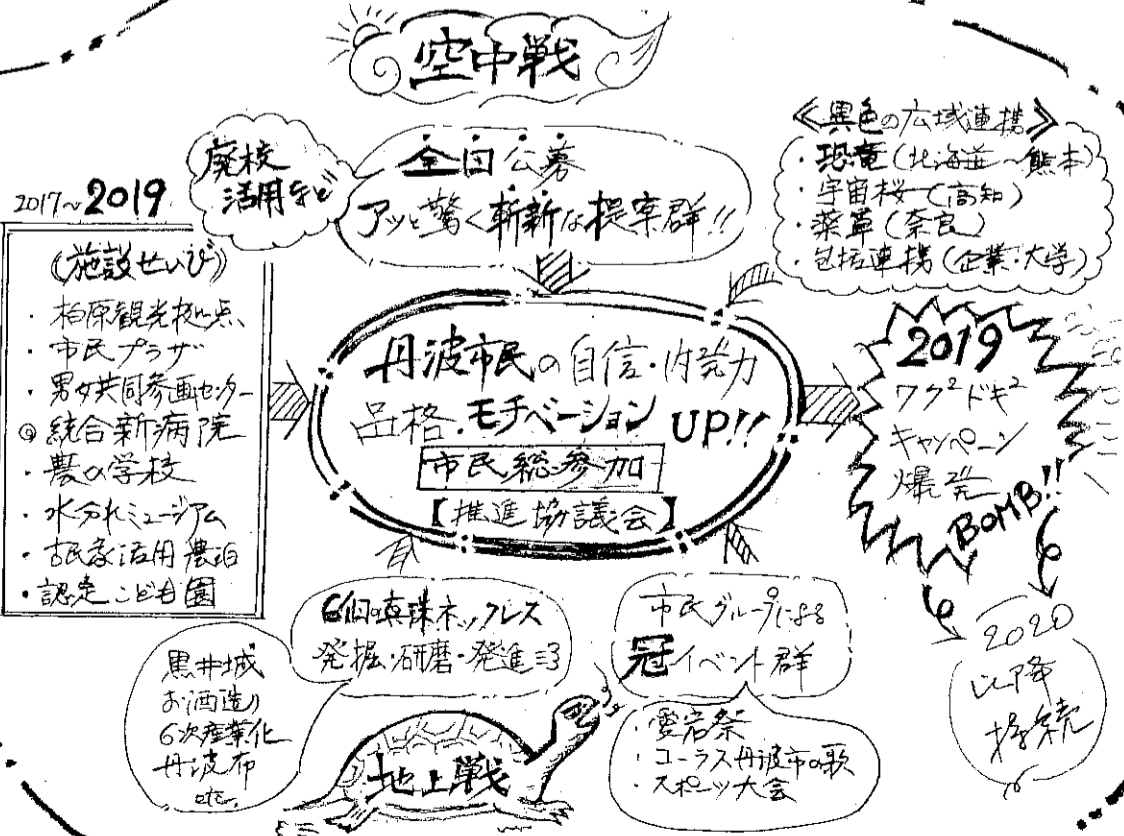 空中戦
廃校
活用など
全国公募
アッと驚く斬新な提案群!!
≪異色の広域連携≫
・恐竜(北海道〜熊本)
・宇宙桜(高知)
・薬草(奈良)
・包括連携(企業・大学)
2017〜2019
《施設せいび》
・柏原観光拠点
・市民プラザ
・男女共同参画センター
◎統合新病院
・農の学校
・水分れミュージアム
・古民家活用農泊
・認定こども園
丹波市民の自信・内発力
品格・モチベーションUP!!
市民総参加
【推進協議会】
2019
ワク²ドキ²
キャンペーン
爆発
BOMB!!
2020
以降
持続
6個の真珠ネックレス
発掘・研磨・発進
黒井城
お酒造り
6次産業化
丹波布
etc.
地上戦
市民グループによる
冠イベント群
・愛宕祭
・コーラス丹波市の歌
・スポーツ大会